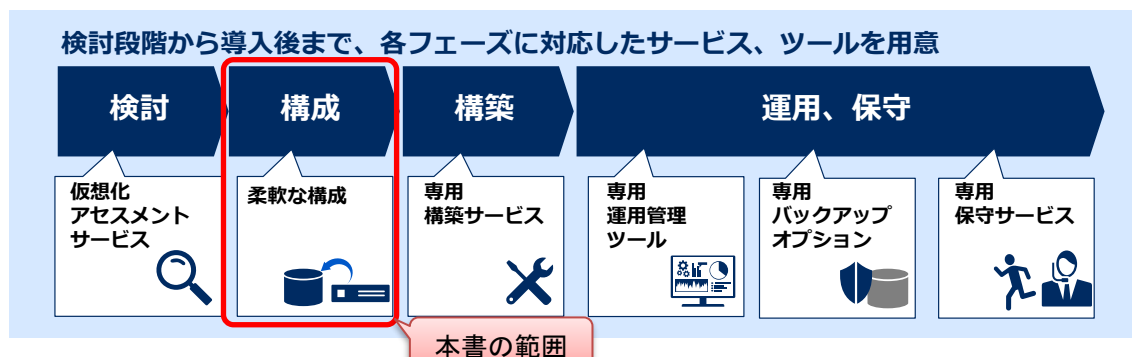 検討段階から導入後まで、各フェーズに対応したサービス、ツールを用意
検討
構成
構築
運用、保守
仮想化
アセスメント
サービス
柔軟な構成
専用
構築サービス
専用
運用管理
ツール
専用
バックアップ
オプション
専用
保守サービス
本書の範囲